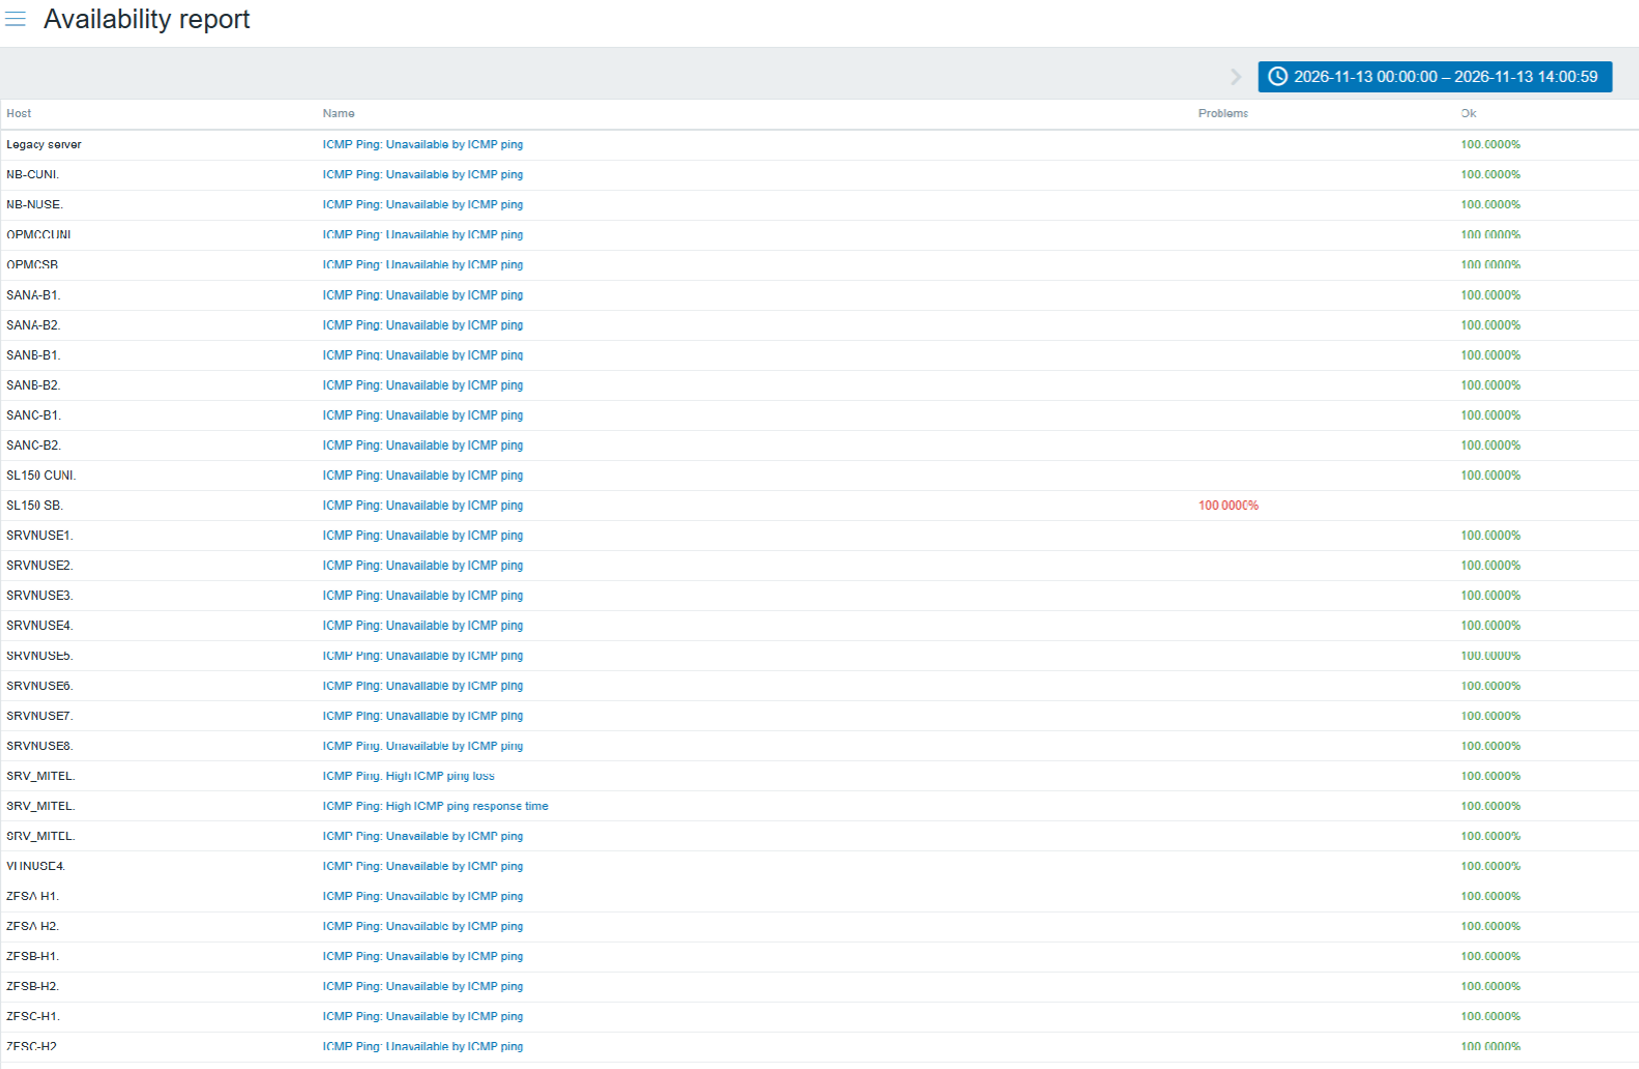 Availability report
2026-11-13 00:00:00 – 2026-11-13 14:00:59
Host Name Problems Ok
Legacy server ICMP Ping: Unavailable by ICMP ping 100.0000%
NB-CUNI. ICMP Ping: Unavailable by ICMP ping 100.0000%
NB-NUSE. ICMP Ping: Unavailable by ICMP ping 100.0000%
OPMCCUNI ICMP Ping: Unavailable by ICMP ping 100.0000%
OPMCSB ICMP Ping: Unavailable by ICMP ping 100.0000%
SANA-B1. ICMP Ping: Unavailable by ICMP ping 100.0000%
SANA-B2. ICMP Ping: Unavailable by ICMP ping 100.0000%
SANB-B1. ICMP Ping: Unavailable by ICMP ping 100.0000%
SANB-B2. ICMP Ping: Unavailable by ICMP ping 100.0000%
SANC-B1. ICMP Ping: Unavailable by ICMP ping 100.0000%
SANC-B2. ICMP Ping: Unavailable by ICMP ping 100.0000%
SL150 CUNI. ICMP Ping: Unavailable by ICMP ping 100.0000%
SL150 SB. ICMP Ping: Unavailable by ICMP ping 100.0000%
SRVNUSE1. ICMP Ping: Unavailable by ICMP ping 100.0000%
SRVNUSE2. ICMP Ping: Unavailable by ICMP ping 100.0000%
SRVNUSE3. ICMP Ping: Unavailable by ICMP ping 100.0000%
SRVNUSE4. ICMP Ping: Unavailable by ICMP ping 100.0000%
SRVNUSE5. ICMP Ping: Unavailable by ICMP ping 100.0000%
SRVNUSE6. ICMP Ping: Unavailable by ICMP ping 100.0000%
SRVNUSE7. ICMP Ping: Unavailable by ICMP ping 100.0000%
SRVNUSE8. ICMP Ping: Unavailable by ICMP ping 100.0000%
SRV_MITEL. ICMP Ping: High ICMP ping loss 100.0000%
SRV_MITEL. ICMP Ping: High ICMP ping response time 100.0000%
SRV_MITEL. ICMP Ping: Unavailable by ICMP ping 100.0000%
ICMP Ping: Unavailable by ICMP ping 100.0000%
ZFSA-H1. ICMP Ping: Unavailable by ICMP ping 100.0000%
ZFSA-H2. ICMP Ping: Unavailable by ICMP ping 100.0000%
ZFSB-H1. ICMP Ping: Unavailable by ICMP ping 100.0000%
ZFSB-H2. ICMP Ping: Unavailable by ICMP ping 100.0000%
ZFSC-H1. ICMP Ping: Unavailable by ICMP ping 100.0000%
ZFSC-H2 ICMP Ping: Unavailable by ICMP ping 100.0000%